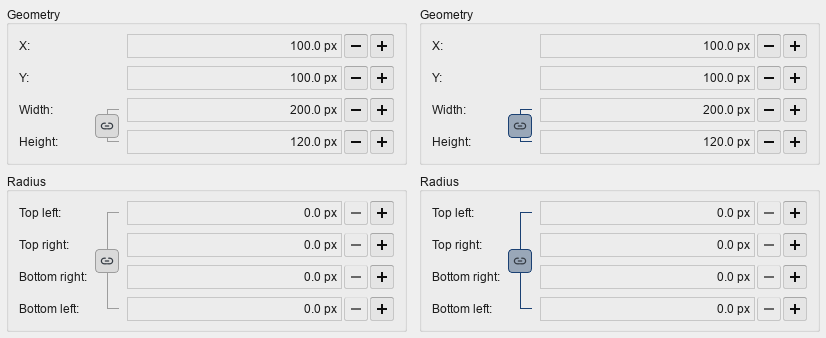 Geometry
X: 100.0 px
Y: 100.0 px
Width: 200.0 px
Height: 120.0 px
Radius
Top left: 0.0 px
Top right: 0.0 px
Bottom right: 0.0 px
Bottom left: 0.0 px
Geometry
X: 100.0 px
Y: 100.0 px
Width: 200.0 px
Height: 120.0 px
Radius
Top left: 0.0 px
Top right: 0.0 px
Bottom right: 0.0 px
Bottom left: 0.0 px